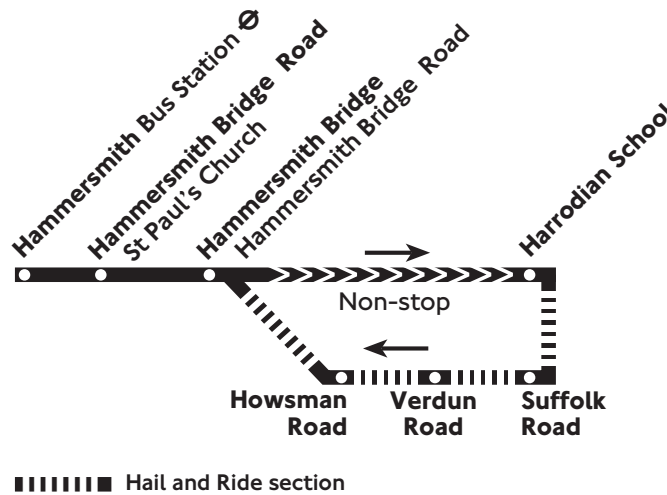 Hammersmith Bus Station
Hammersmith Bridge Road
St Paul's Church
Hammersmith Bridge
Hammersmith Bridge Road
Harrodian School
Non-stop
Howsman
Road
Verdun
Road
Suffolk
Road
Hail and Ride section